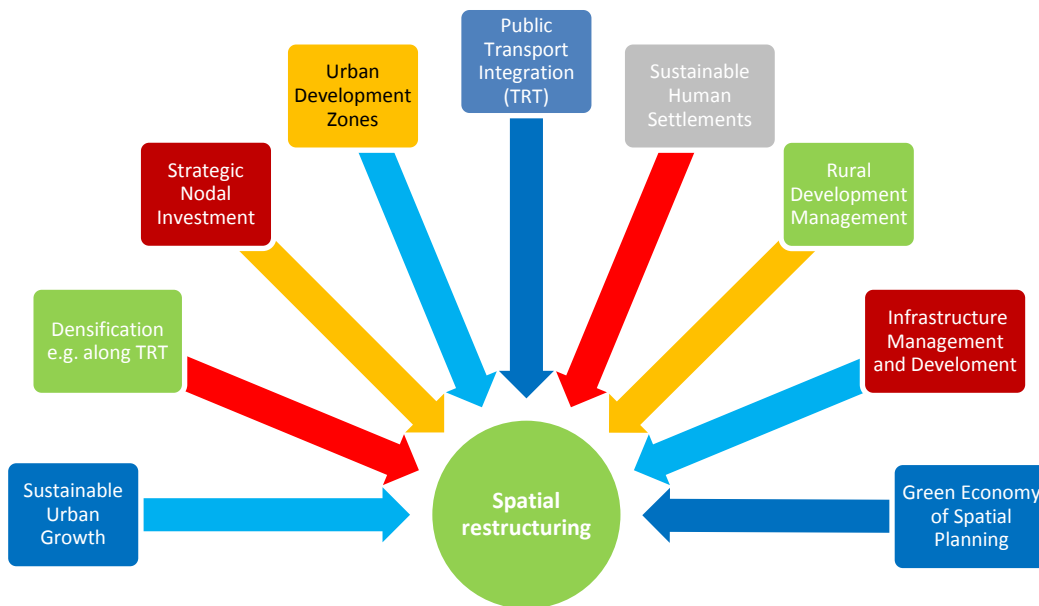 Public
Transport
Integration
(TRT)
Urban
Development
Zones
Sustainable
Human
Settlements
Strategic
Nodal
Investment
Rural
Development
Management
Densification
e.g. along TRT
Infrastructure
Management
and Develoment
Sustainable
Urban
Growth
Spatial
restructuring
Green Economy
of Spatial
Planning